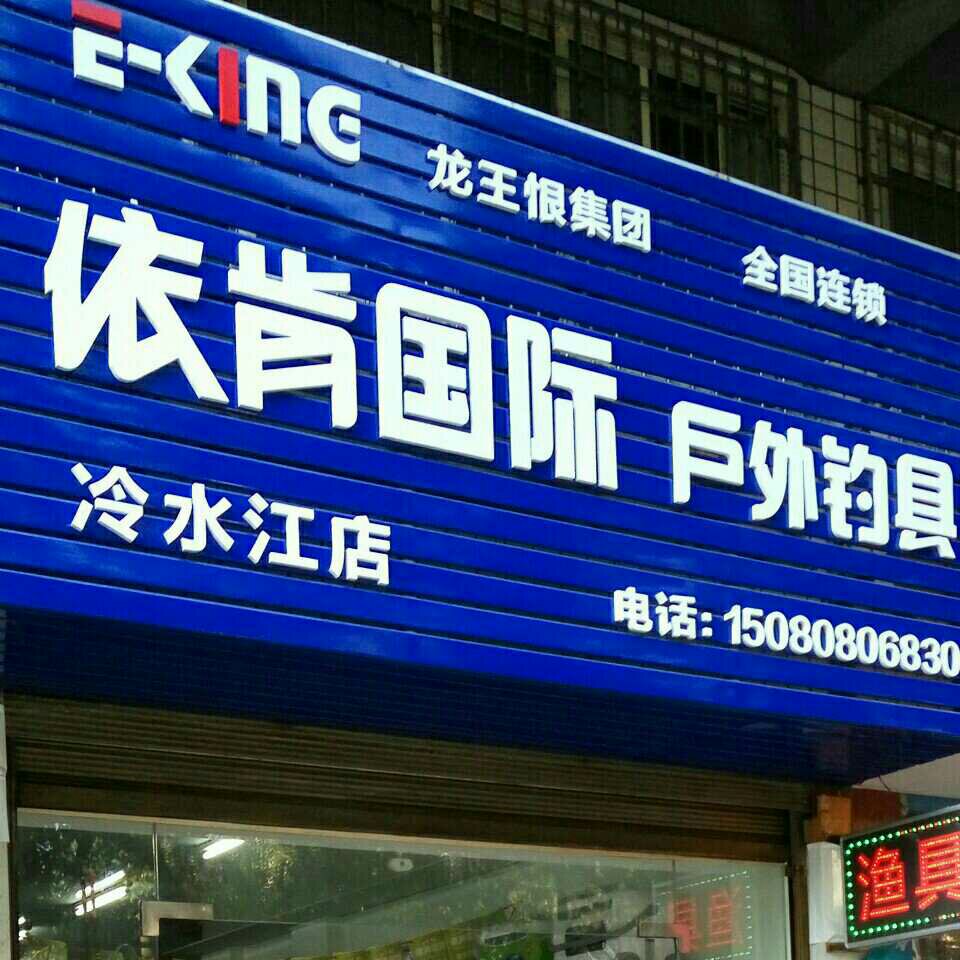 E-KING
龙王恨集团
全国连锁
依肯国际 戶外钓具
冷水江店
电话:15080806830
渔具